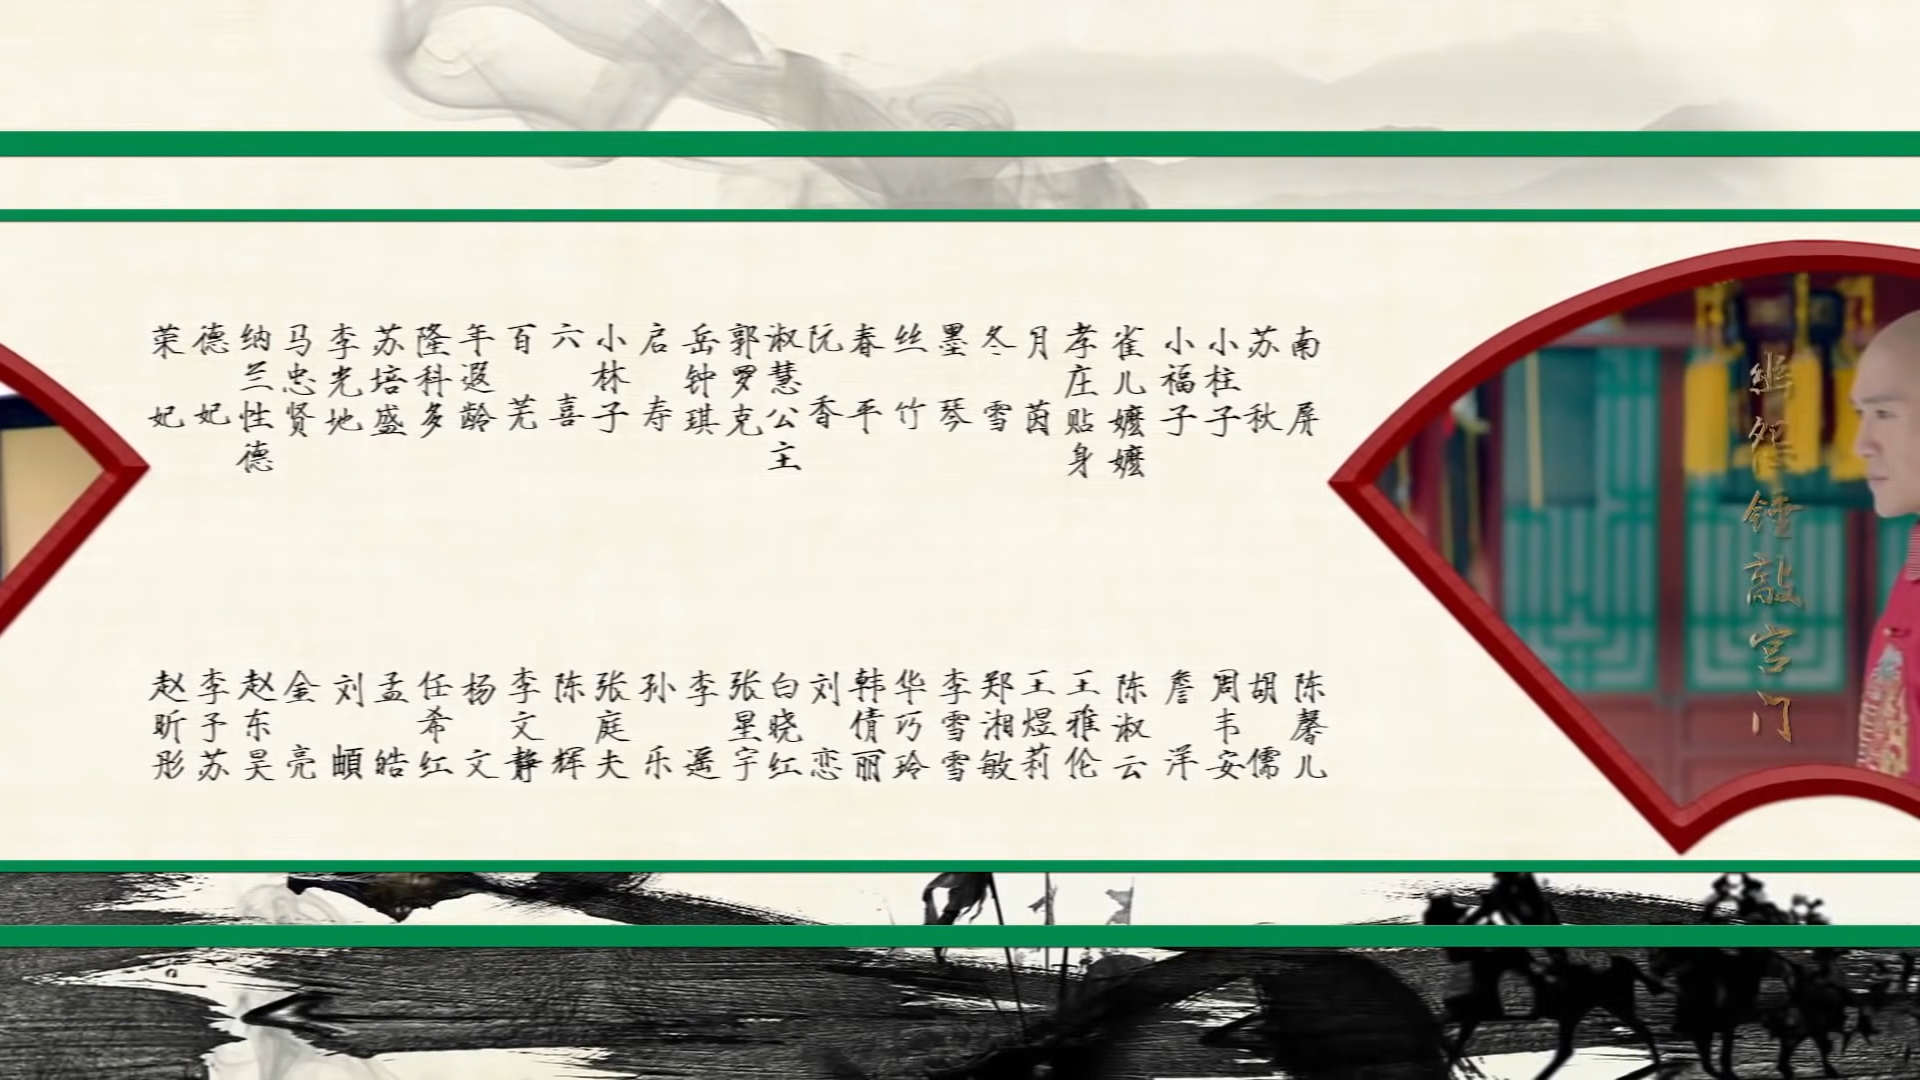 荣妃
德妃
纳兰性德
马忠贤
李光地
苏培盛
隆科多
年遐龄
百芜
六喜
小林子
启寿
岳钟琪
郭罗克
淑慧公主
阮香
春平
丝竹
墨琴
冬雪
月茵
孝庄贴身
雀儿嬷嬷
小福子
小柱子
苏秋
南屏
赵昕彤
李子苏
赵东昊
金亮
刘頔
孟皓
任希红
杨文
李文静
陈辉
张庭夫
孙乐
李遥
张星宇
白晓红
刘恋
韩倩丽
华巧玲
李雪雪
郑湘敏
王煜莉
王雅伦
陈淑云
詹洋
周韦安
胡儒
陈馨儿
幽怨锤敲宫门